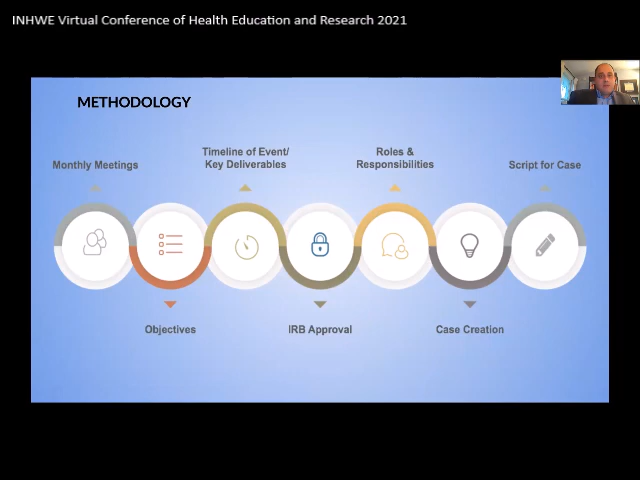 INHWE Virtual Conference of Health Education and Research 2021
METHODOLOGY
Monthly Meetings
Timeline of Event/
Key Deliverables
Roles &
Responsibilities
Script for Case
Objectives
IRB Approval
Case Creation